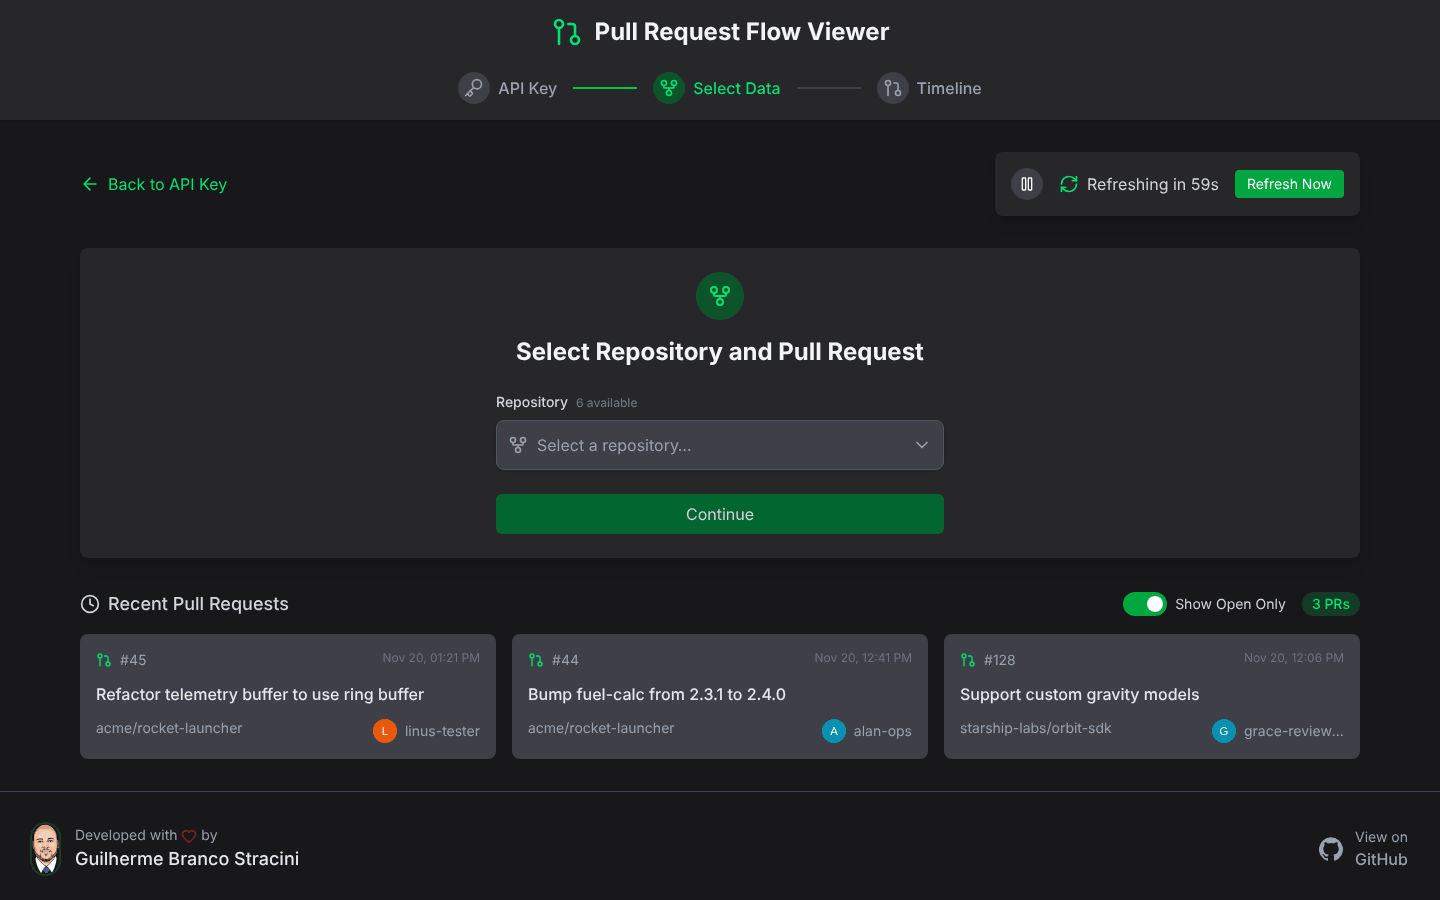 Pull Request Flow Viewer
API Key
Select Data
Timeline
Back to API Key
Refreshing in 59s
Refresh Now
Select Repository and Pull Request
Repository 6 available
Select a repository...
Continue
Recent Pull Requests
Show Open Only
3 PRs
#45
Nov 20, 01:21 PM
Refactor telemetry buffer to use ring buffer
acme/rocket-launcher
L
linus-tester
#44
Nov 20, 12:41 PM
Bump fuel-calc from 2.3.1 to 2.4.0
acme/rocket-launcher
A
alan-ops
#128
Nov 20, 12:06 PM
Support custom gravity models
starship-labs/orbit-sdk
G
grace-review...
Developed with by
Guilherme Branco Stracini
View on
GitHub